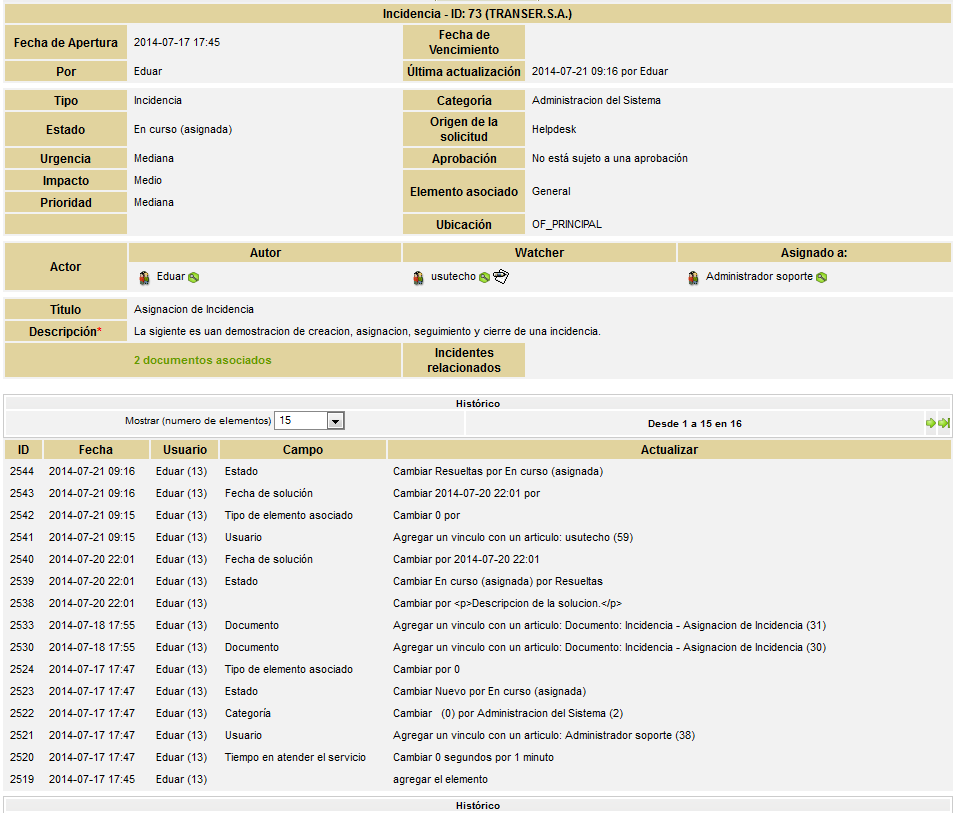 Incidencia - ID: 73 (TRANSER.S.A.)
Fecha de Apertura 2014-07-17 17:45 Fecha de
Vencimiento
Por Eduar Última actualización 2014-07-21 09:16 por Eduar
Tipo Incidencia Categoría Administracion del Sistema
Estado En curso (asignada) Origen de la
solicitud Helpdesk
Urgencia Mediana Aprobación No está sujeto a una aprobación
Impacto Medio Elemento asociado General
Prioridad Mediana
Ubicación OF_PRINCIPAL
Actor Autor Watcher Asignado a:
Eduar usutecho Administrador soporte
Título Asignacion de Incidencia
Descripción* La sigiente es uan demostracion de creacion, asignacion, seguimiento y cierre de una incidencia.
2 documentos asociados Incidentes
relacionados
Histórico
Mostrar (numero de elementos) 15 Desde 1 a 15 en 16
ID Fecha Usuario Campo Actualizar
2544 2014-07-21 09:16 Eduar (13) Estado Cambiar Resueltas por En curso (asignada)
2543 2014-07-21 09:16 Eduar (13) Fecha de solución Cambiar 2014-07-20 22:01 por
2542 2014-07-21 09:15 Eduar (13) Tipo de elemento asociado Cambiar 0 por
2541 2014-07-21 09:15 Eduar (13) Usuario Agregar un vinculo con un articulo: usutecho (59)
2540 2014-07-20 22:01 Eduar (13) Fecha de solución Cambiar por 2014-07-20 22:01
2539 2014-07-20 22:01 Eduar (13) Estado Cambiar En curso (asignada) por Resueltas
2538 2014-07-20 22:01 Eduar (13) Cambiar por <p>Descripcion de la solucion.</p>
2533 2014-07-18 17:55 Eduar (13) Documento Agregar un vinculo con un articulo: Documento: Incidencia - Asignacion de Incidencia (31)
2530 2014-07-18 17:55 Eduar (13) Documento Agregar un vinculo con un articulo: Documento: Incidencia - Asignacion de Incidencia (30)
2524 2014-07-17 17:47 Eduar (13) Tipo de elemento asociado Cambiar por 0
2523 2014-07-17 17:47 Eduar (13) Estado Cambiar Nuevo por En curso (asignada)
2522 2014-07-17 17:47 Eduar (13) Categoría Cambiar (0) por Administracion del Sistema (2)
2521 2014-07-17 17:47 Eduar (13) Usuario Agregar un vinculo con un articulo: Administrador soporte (38)
2520 2014-07-17 17:47 Eduar (13) Tiempo en atender el servicio Cambiar 0 segundos por 1 minuto
2519 2014-07-17 17:45 Eduar (13) agregar el elemento
Histórico